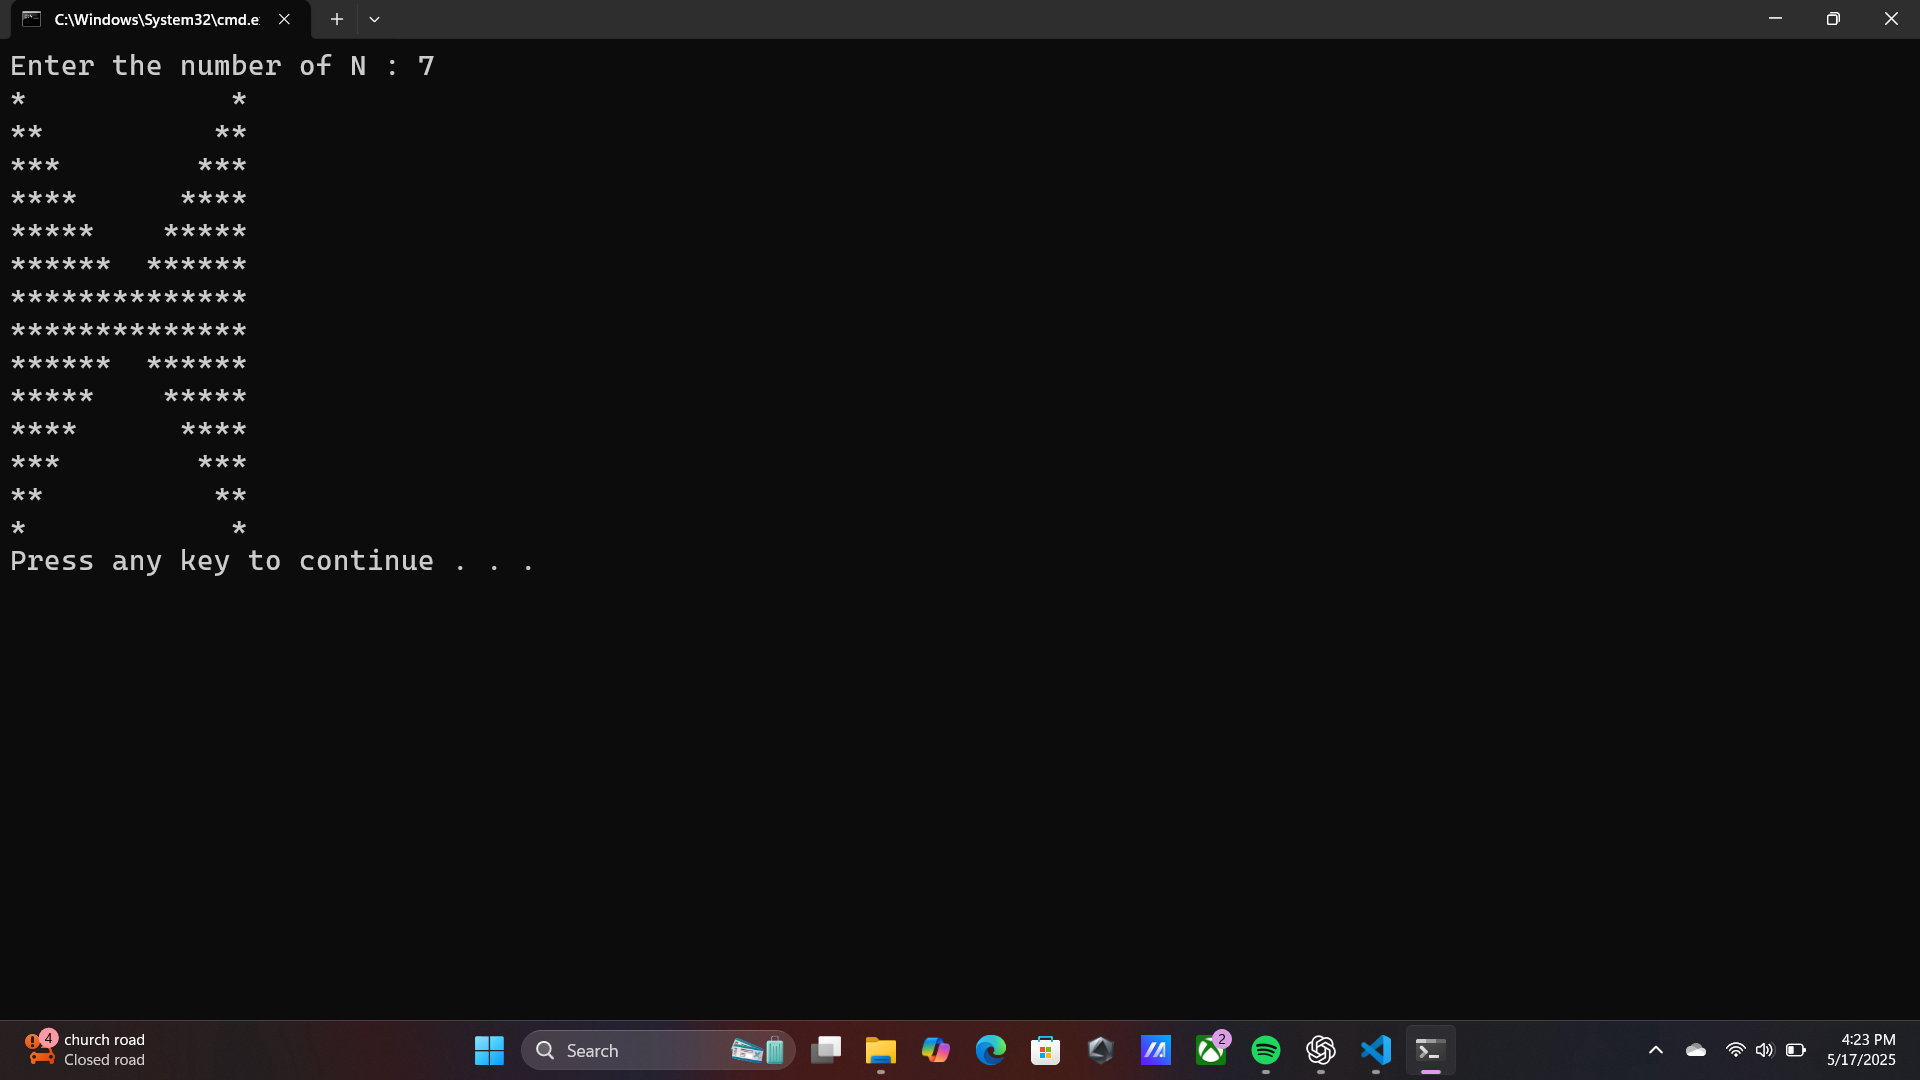 C:\Windows\System32\cmd.e
Enter the number of N : 7
*            *
**          **
***        ***
****      ****
*****    *****
******  ******
**************
**************
******  ******
*****    *****
****      ****
***        ***
**          **
*            *
Press any key to continue . . .
4 church road
Closed road
Search
2
4:23 PM
5/17/2025